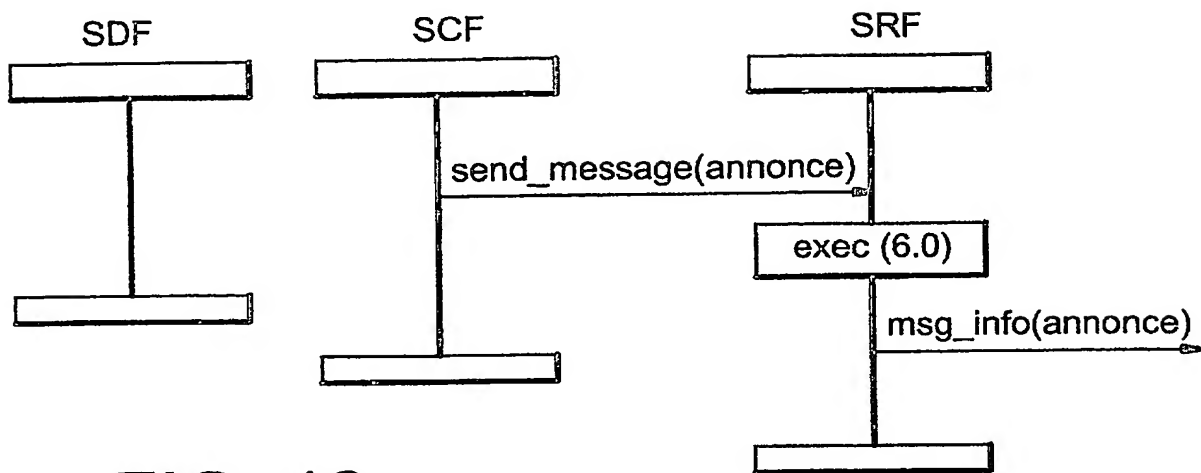 SDF
SCF
SRF
send_message(annonce)
exec (6.0)
msg_info(annonce)